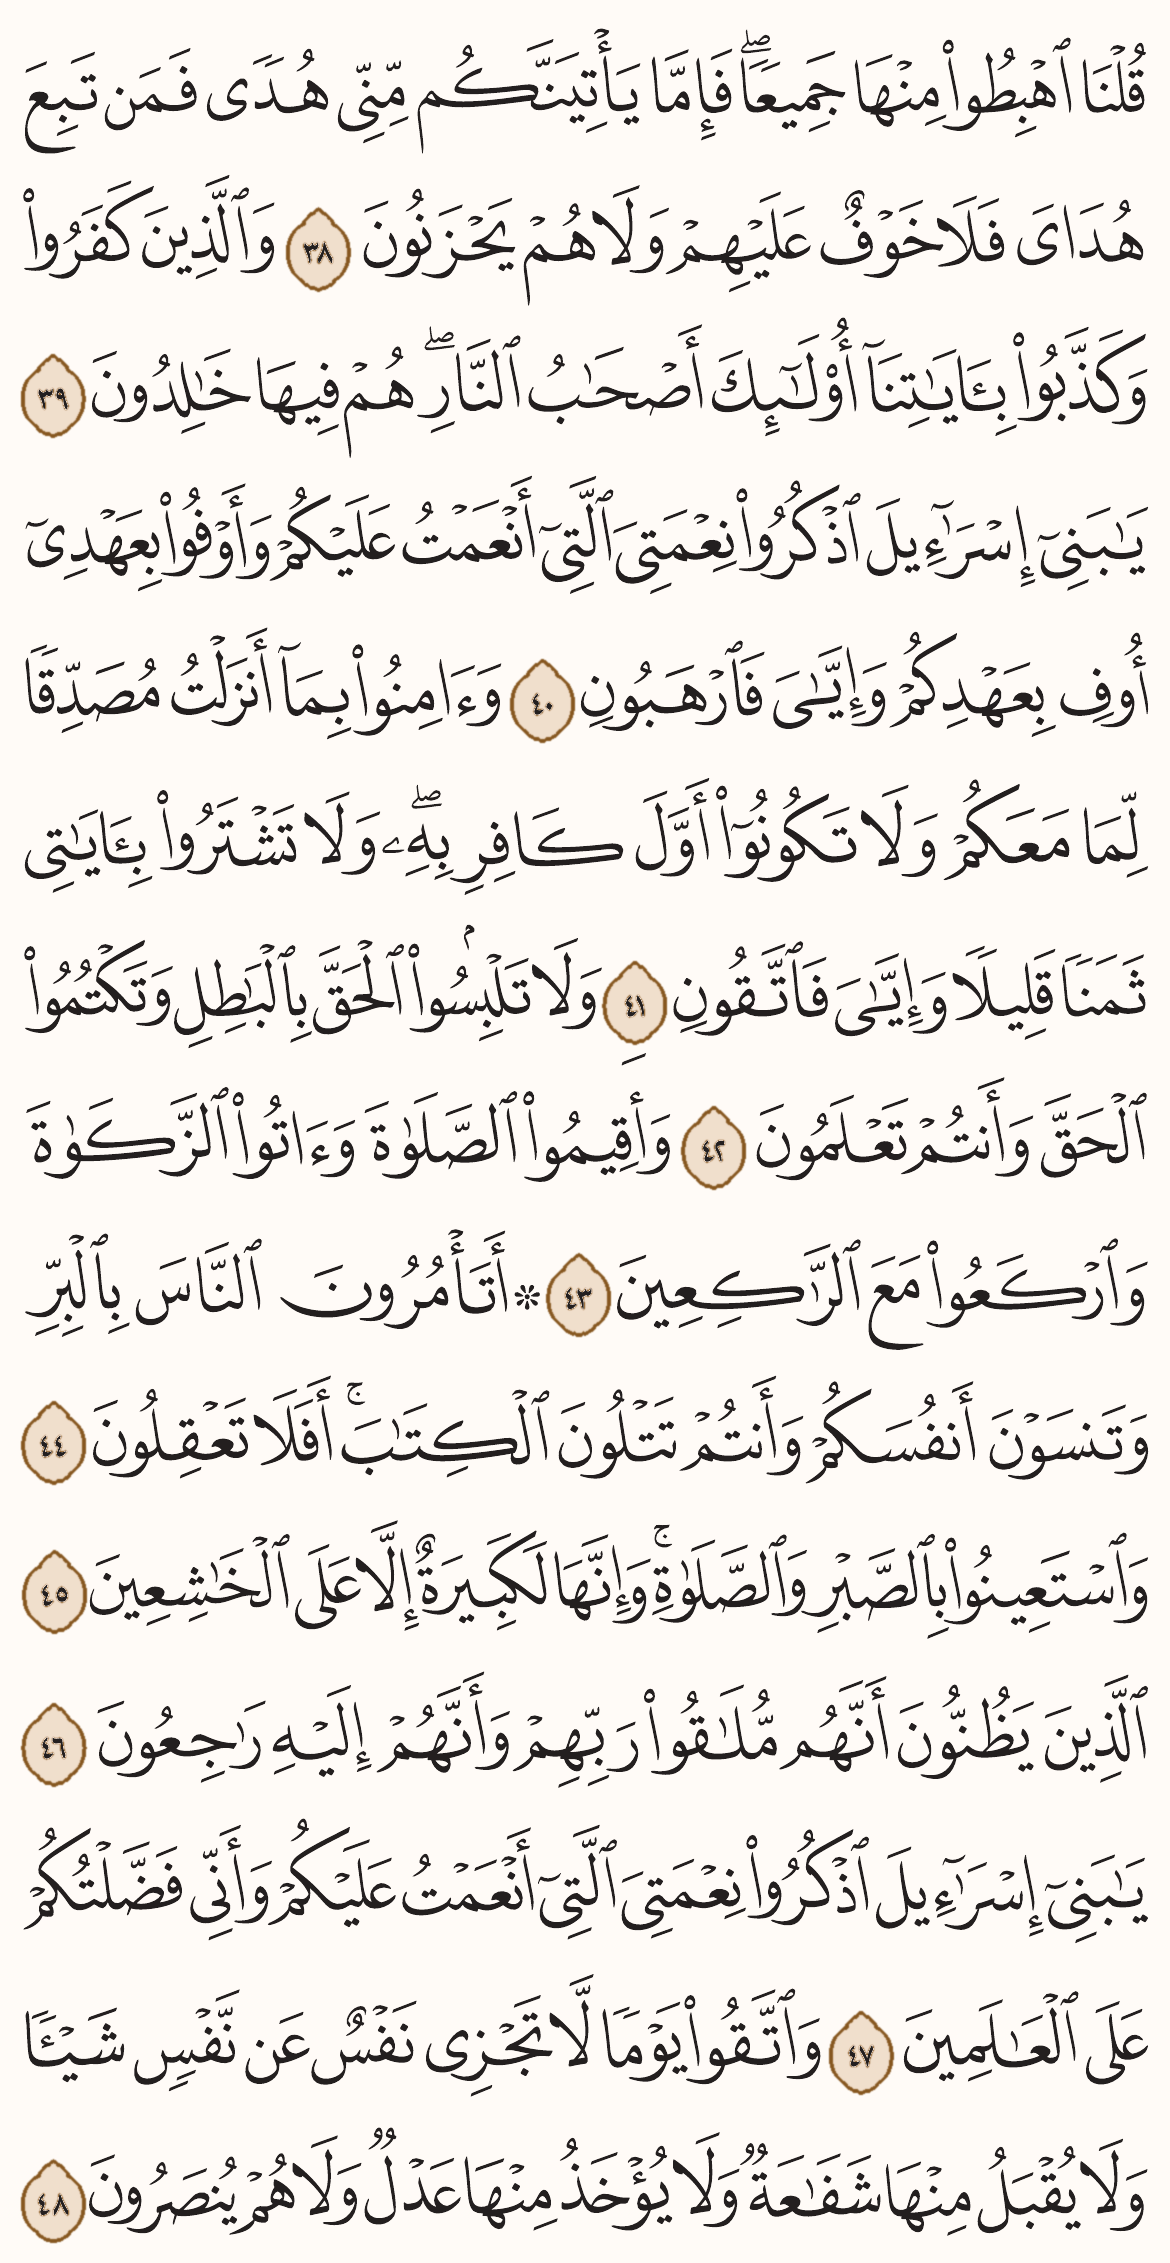 قُلْنَا ٱهْبِطُوا۟ مِنْهَا جَمِيعًا ۖ فَإِمَّا يَأْتِيَنَّكُم مِّنِّى هُدًى فَمَن تَبِعَ
هُدَاىَ فَلَا خَوْفٌ عَلَيْهِمْ وَلَا هُمْ يَحْزَنُونَ ٣٨ وَٱلَّذِينَ كَفَرُوا۟
وَكَذَّبُوا۟ بِـَٔايَـٰتِنَآ أُو۟لَـٰٓئِكَ أَصْحَـٰبُ ٱلنَّارِ ۖ هُمْ فِيهَا خَـٰلِدُونَ ٣٩
يَـٰبَنِىٓ إِسْرَٰٓءِيلَ ٱذْكُرُوا۟ نِعْمَتِىَ ٱلَّتِىٓ أَنْعَمْتُ عَلَيْكُمْ وَأَوْفُوا۟ بِعَهْدِىٓ
أُوفِ بِعَهْدِكُمْ وَإِيَّـٰىَ فَٱرْهَبُونِ ٤٠ وَءَامِنُوا۟ بِمَآ أَنزَلْتُ مُصَدِّقًا
لِّمَا مَعَكُمْ وَلَا تَكُونُوٓا۟ أَوَّلَ كَافِرٍۭ بِهِۦ ۖ وَلَا تَشْتَرُوا۟ بِـَٔايَـٰتِى
ثَمَنًا قَلِيلًا وَإِيَّـٰىَ فَٱتَّقُونِ ٤١ وَلَا تَلْبِسُوا۟ ٱلْحَقَّ بِٱلْبَـٰطِلِ وَتَكْتُمُوا۟
ٱلْحَقَّ وَأَنتُمْ تَعْلَمُونَ ٤٢ وَأَقِيمُوا۟ ٱلصَّلَوٰةَ وَءَاتُوا۟ ٱلزَّكَوٰةَ
وَٱرْكَعُوا۟ مَعَ ٱلرَّٰكِعِينَ ٤٣ ۞ أَتَأْمُرُونَ ٱلنَّاسَ بِٱلْبِرِّ
وَتَنسَوْنَ أَنفُسَكُمْ وَأَنتُمْ تَتْلُونَ ٱلْكِتَـٰبَ ۚ أَفَلَا تَعْقِلُونَ ٤٤
وَٱسْتَعِينُوا۟ بِٱلصَّبْرِ وَٱلصَّلَوٰةِ ۚ وَإِنَّهَا لَكَبِيرَةٌ إِلَّا عَلَى ٱلْخَـٰشِعِينَ ٤٥
ٱلَّذِينَ يَظُنُّونَ أَنَّهُم مُّلَـٰقُوا۟ رَبِّهِمْ وَأَنَّهُمْ إِلَيْهِ رَٰجِعُونَ ٤٦
يَـٰبَنِىٓ إِسْرَٰٓءِيلَ ٱذْكُرُوا۟ نِعْمَتِىَ ٱلَّتِىٓ أَنْعَمْتُ عَلَيْكُمْ وَأَنِّى فَضَّلْتُكُمْ
عَلَى ٱلْعَـٰلَمِينَ ٤٧ وَٱتَّقُوا۟ يَوْمًا لَّا تَجْزِى نَفْسٌ عَن نَّفْسٍ شَيْـًٔا
وَلَا يُقْبَلُ مِنْهَا شَفَـٰعَةٌ وَلَا يُؤْخَذُ مِنْهَا عَدْلٌ وَلَا هُمْ يُنصَرُونَ ٤٨